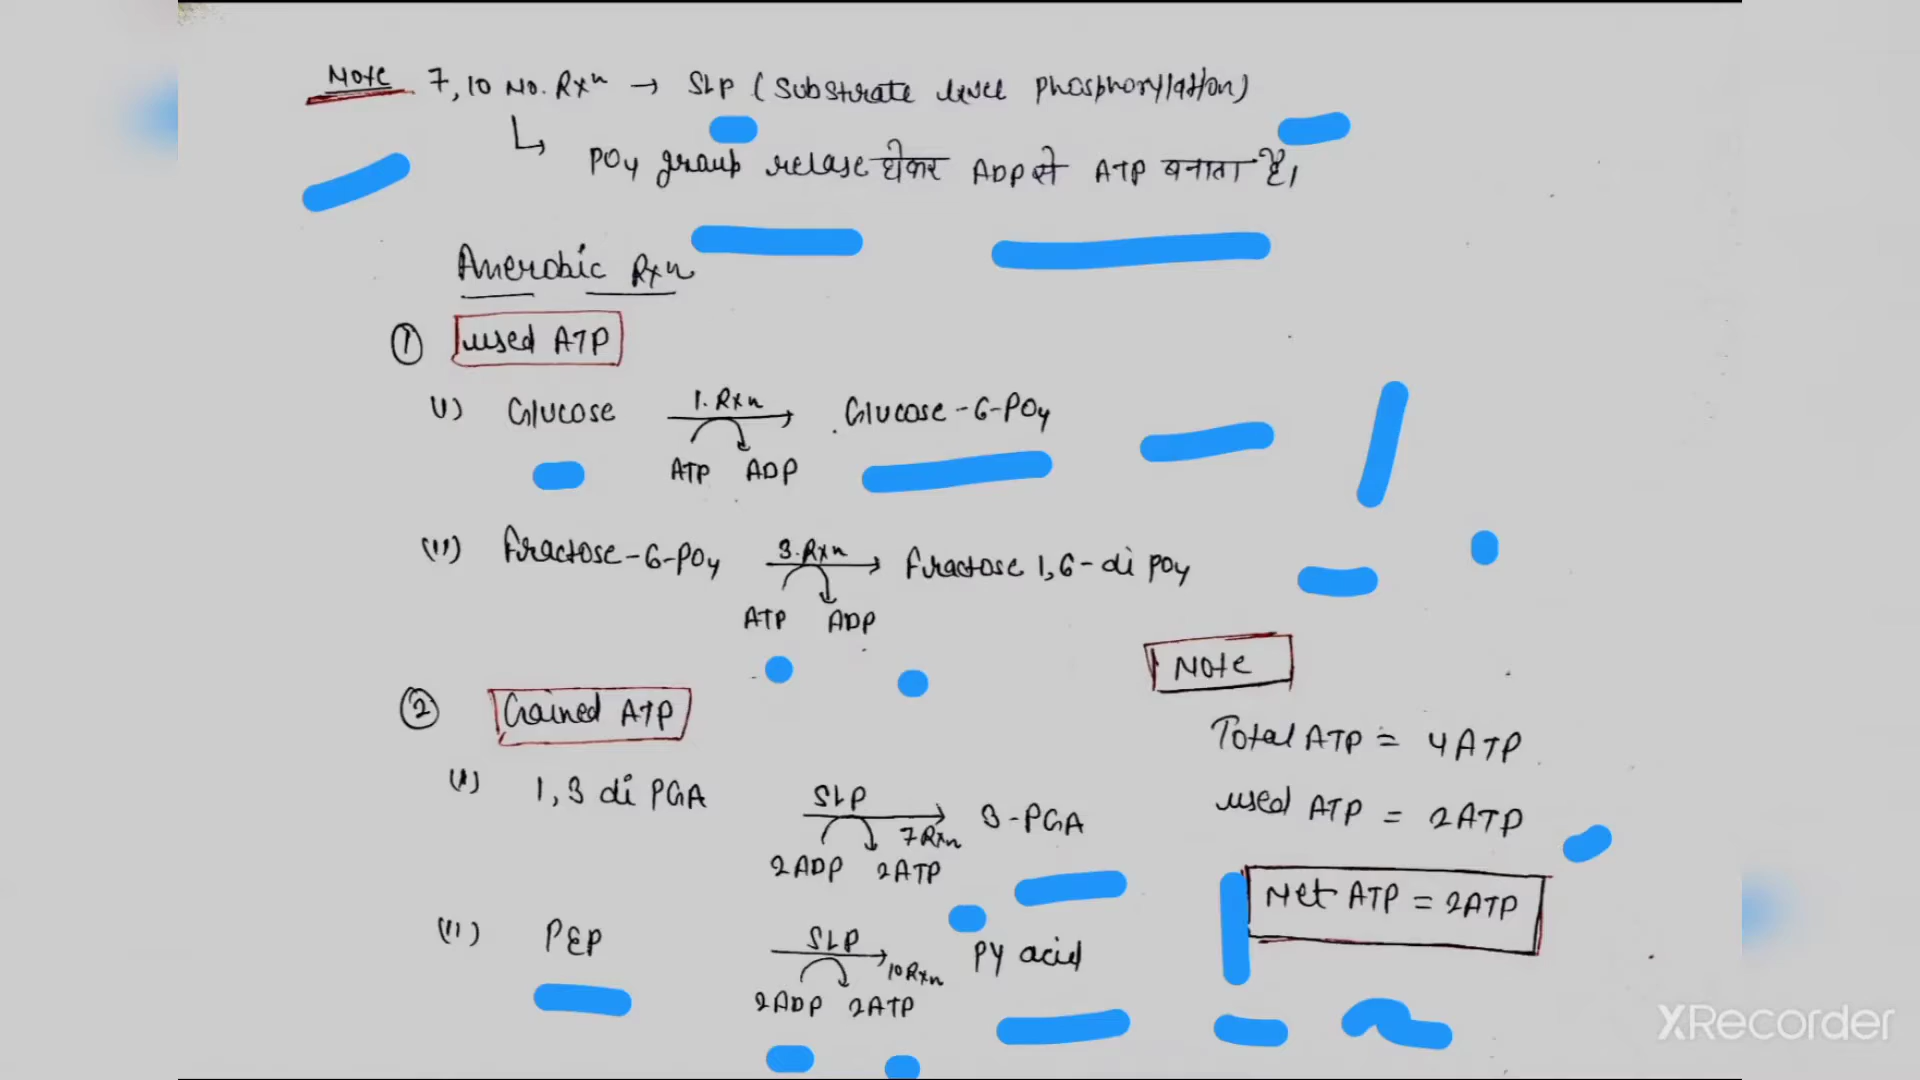 Note 7,10 No. Rxn → SLP (Substrate level phosphorylation)
PO4 group relase होकर ADP से ATP बनाता है।
Anerobic Rxn
① used ATP
(i) Glucose 1. Rxn Glucose-6-PO4
ATP ADP
(ii) Fractose-6-PO4 3. Rxn Fractose 1,6-di PO4
ATP ADP
② Gained ATP
(i) 1,3 di PGA SLP 7 Rxn 3-PGA
2ADP 2ATP
(ii) PEP SLP 10 Rxn PY acid
2ADP 2ATP
Note
Total ATP = 4ATP
used ATP = 2ATP
Net ATP = 2ATP
XRecorder